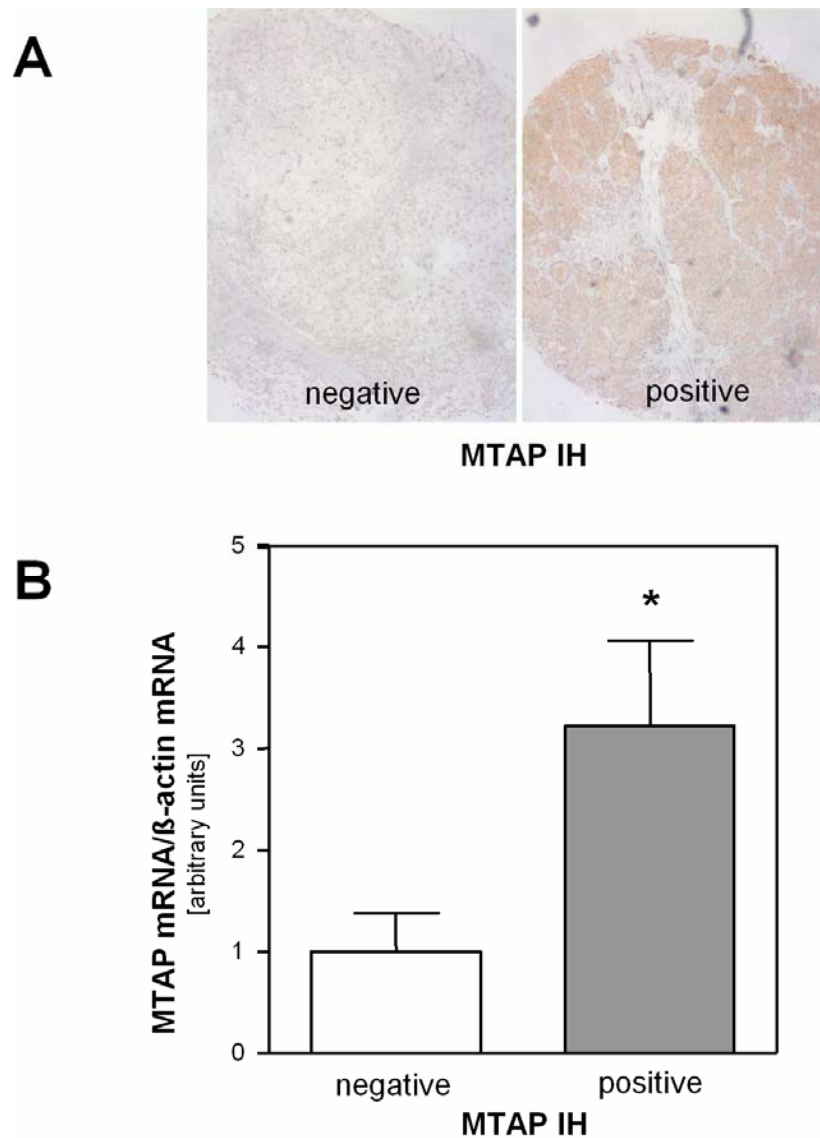 A
negative
positive
MTAP IH
B
MTAP mRNA/ß-actin mRNA
[arbitrary units]
5
4
3
2
1
0
*
negative
positive
MTAP IH